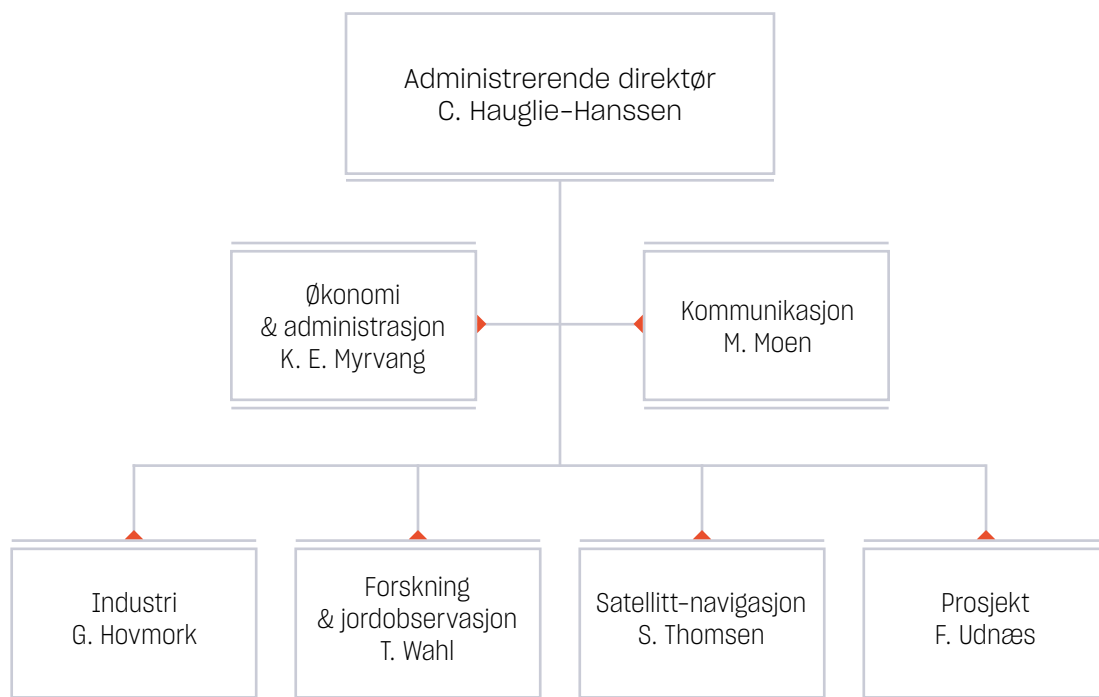 Administrerende direktør
C. Hauglie-Hanssen
Økonomi
& administrasjon
K. E. Myrvang
Kommunikasjon
M. Moen
Industri
G. Hovmork
Forskning
& jordobservasjon
T. Wahl
Satellitt-navigasjon
S. Thomsen
Prosjekt
F. Udnæs